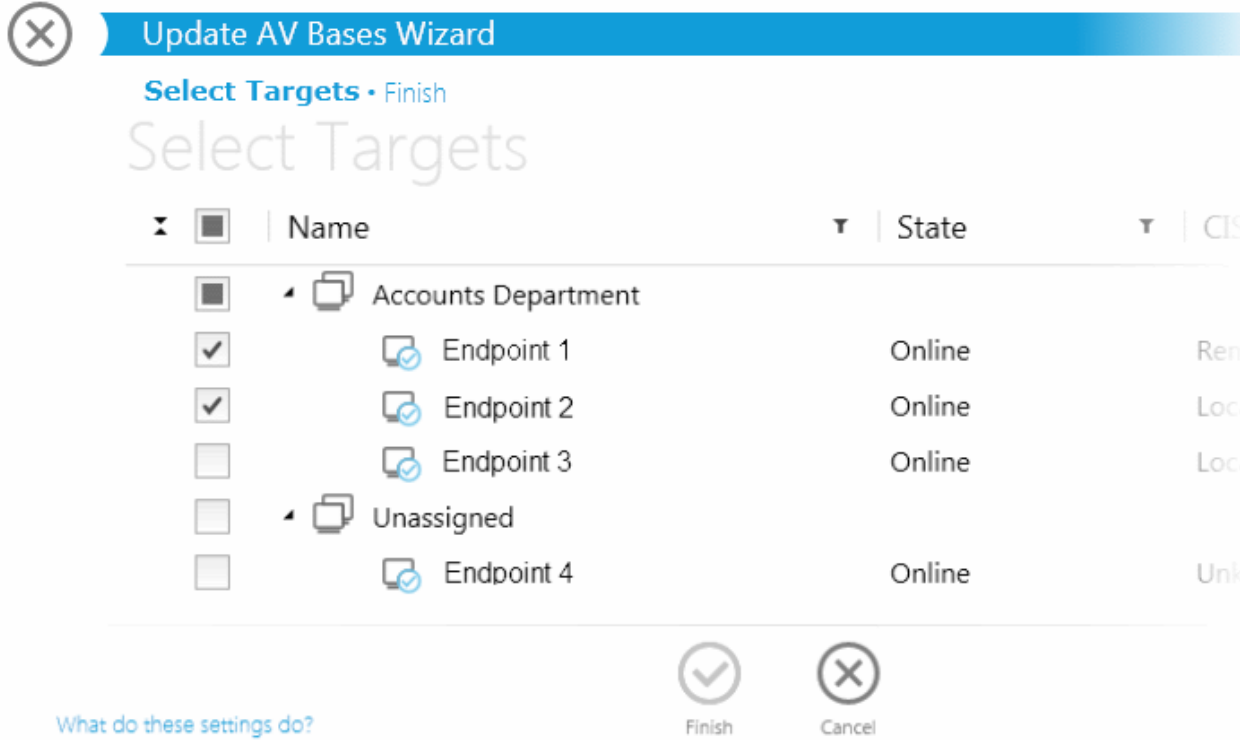 Update AV Bases Wizard
Select Targets • Finish
Select Targets
Name State
Accounts Department
Endpoint 1 Online
Endpoint 2 Online
Endpoint 3 Online
Unassigned
Endpoint 4 Online
Finish Cancel
What do these settings do?